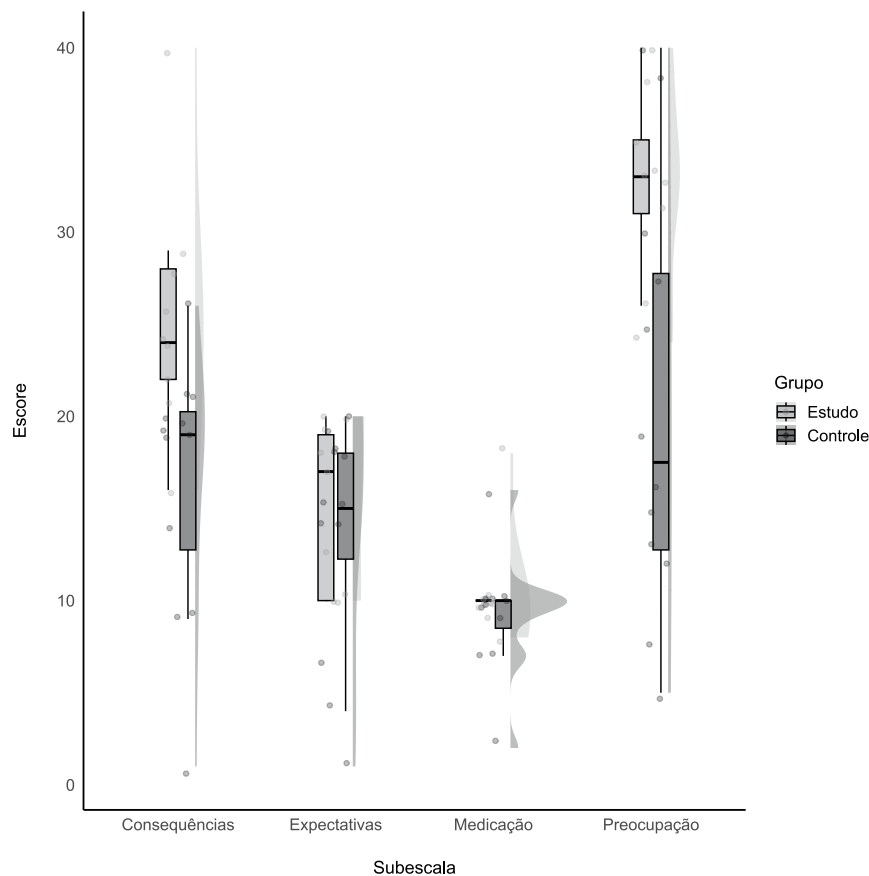 40
30
20
10
0
Escore
Consequências Expectativas Medicação Preocupação
Subescala
Grupo
Estudo
Controle